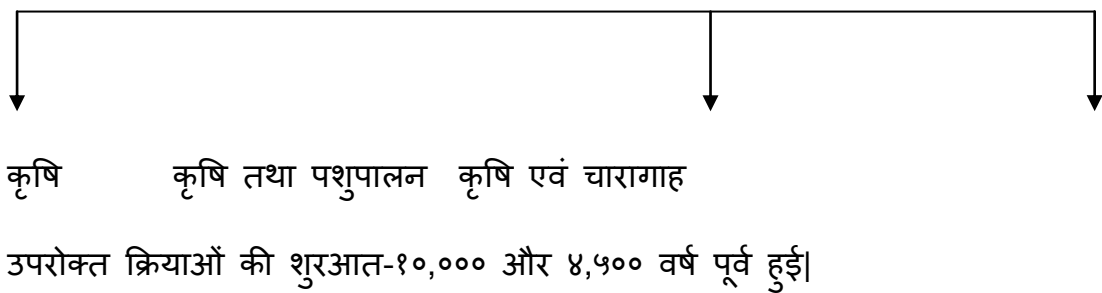 कृषि कृषि तथा पशुपालन कृषि एवं चारागाह
उपरोक्त क्रियाओं की शुरआत-१०,००० और ४,५०० वर्ष पूर्व हुई|